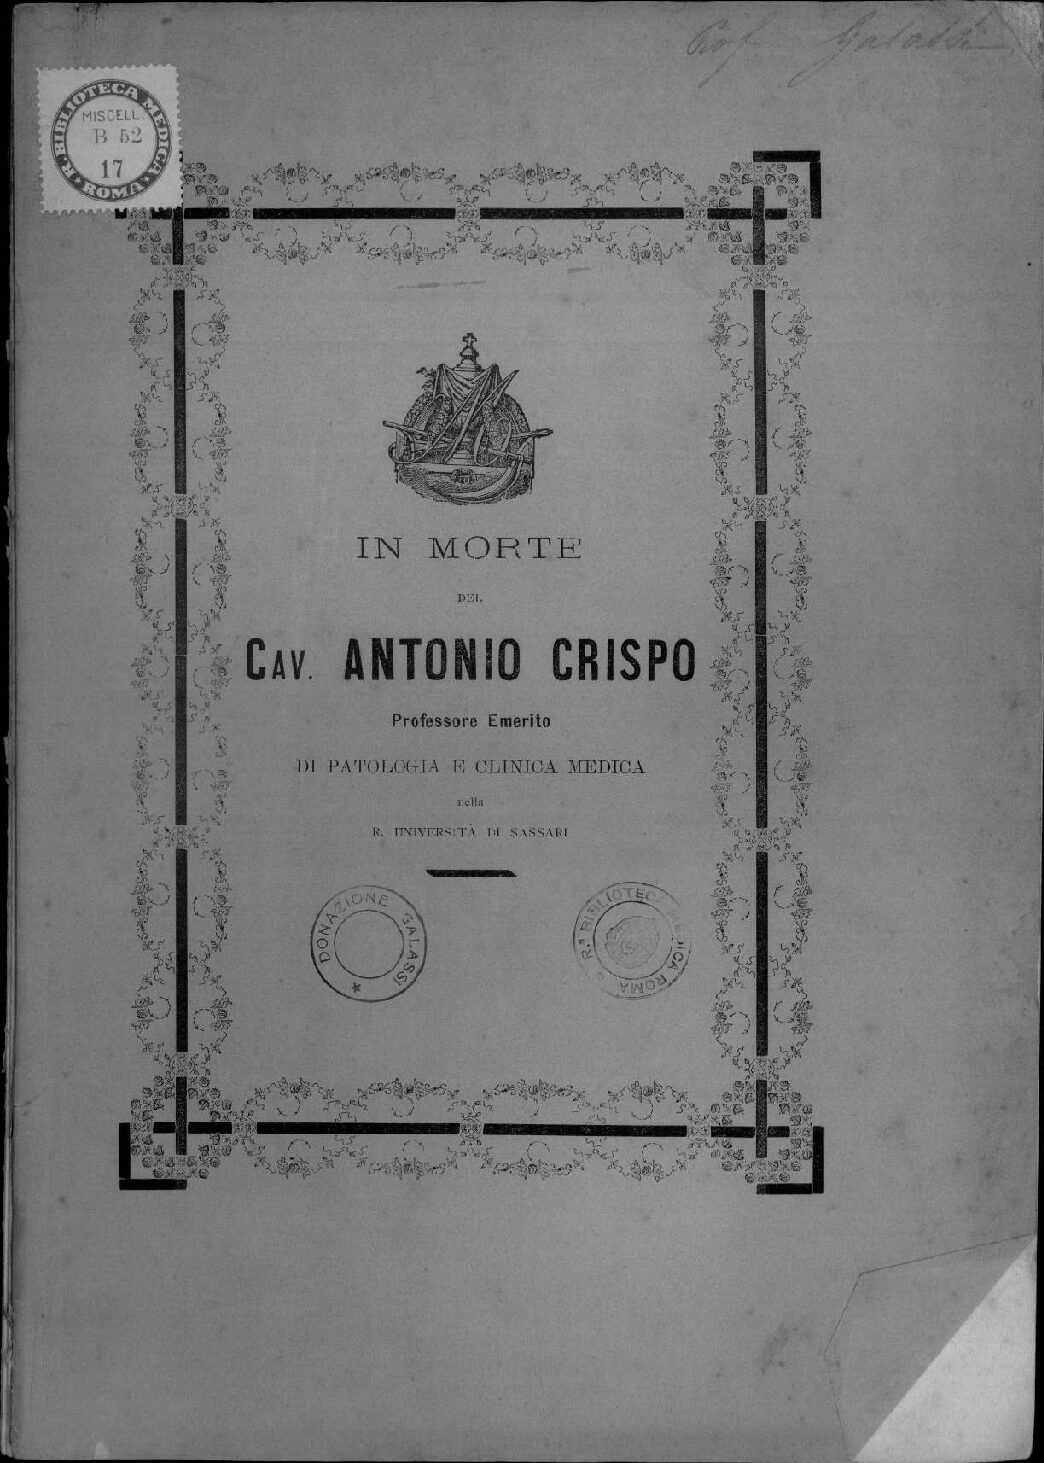 Prof Galassi
R. BIBLIOTECA MEDICA
MISCELL.
B 52
17
ROMA
IN MORTE
DEL
CAV. ANTONIO CRISPO
Professore Emerito
DI PATOLOGIA E CLINICA MEDICA
nella
R. UNIVERSITÀ DI SASSARI
DONAZIONE GALASSI
Rª BIBLIOTECA MEDICA ROMA